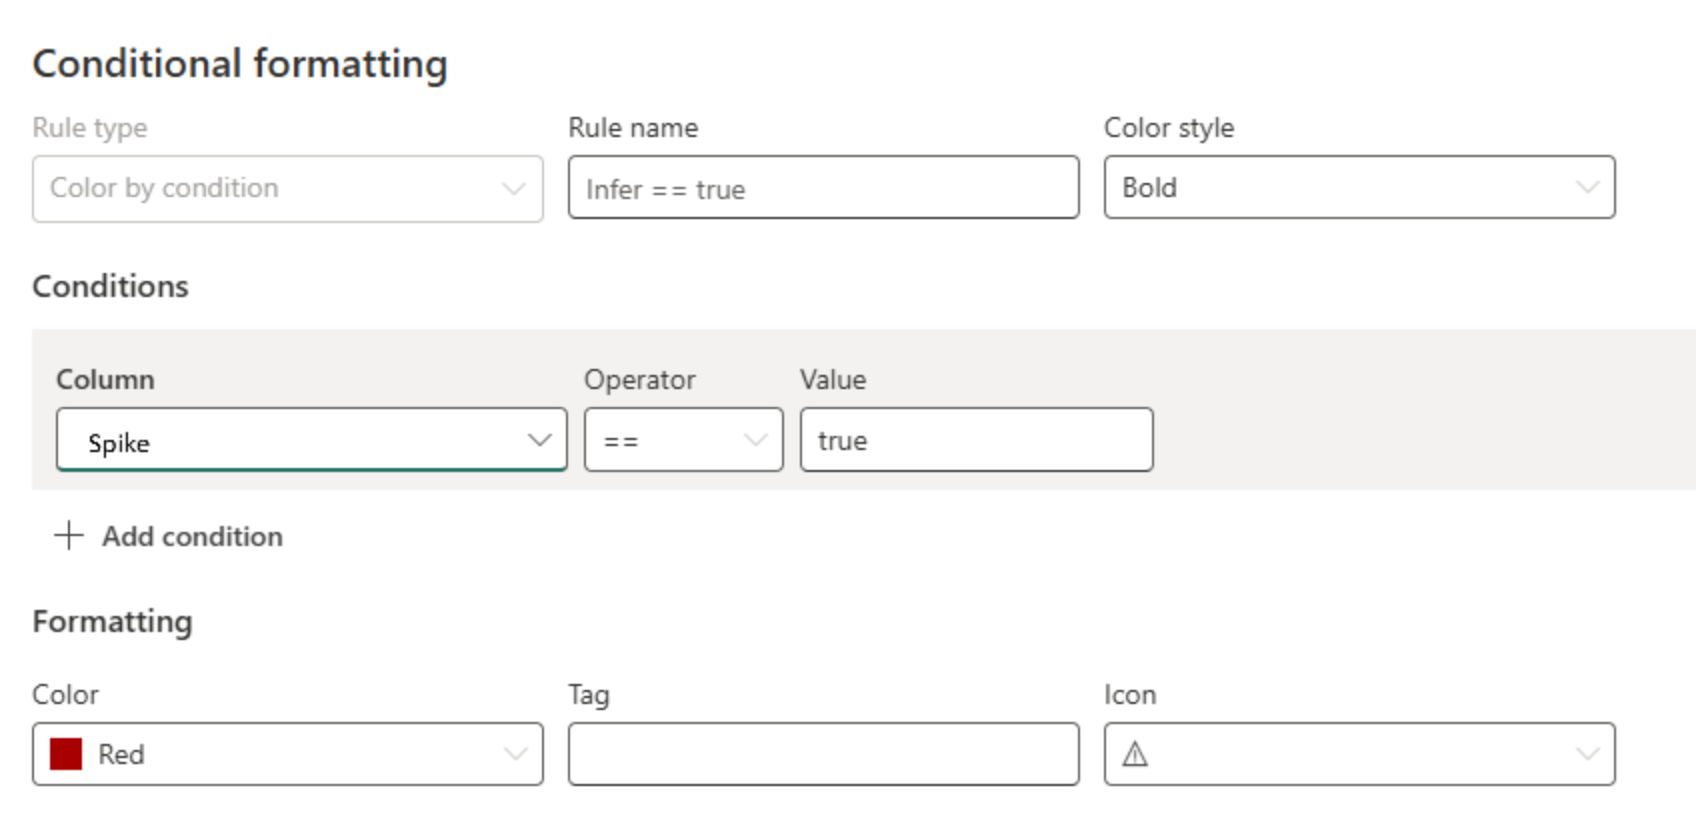 Conditional formatting
Rule type Rule name Color style
Color by condition Infer == true Bold
Conditions
Column Operator Value
Spike == true
Add condition
Formatting
Color Tag Icon
Red